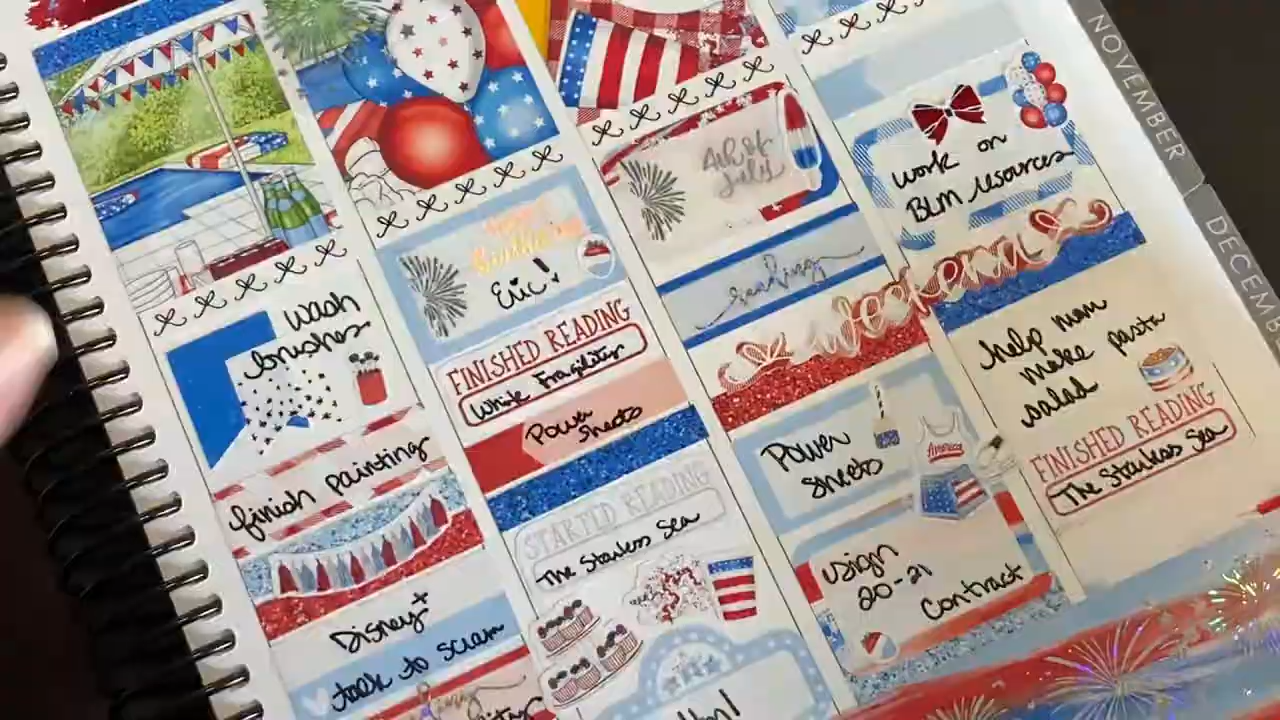 NOVEMBER
DECEMB
wash
brushes
finish painting
Disney+
talk to
Happy
Birthday
Eric!
FINISHED READING
White Fragility
Power
Sheets
STARTED READING
The Starless Sea
4th of
July
reading
weekend
Power
sheets
America
sign
20-21
Contract
work on
BLM resources
help mom
make pasta
salad
FINISHED READING
The Starless Sea